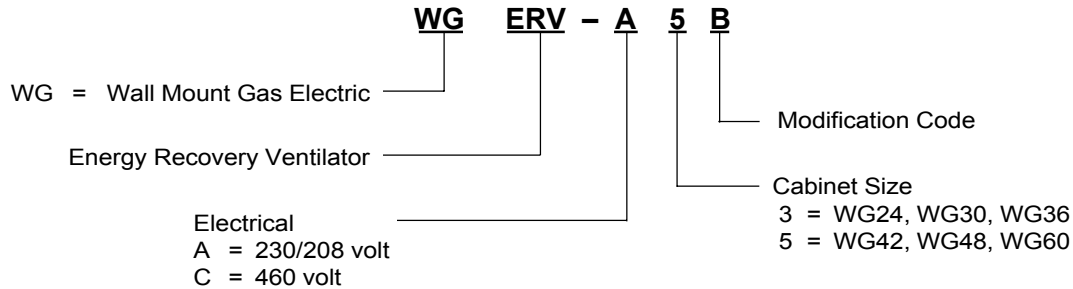 WG ERV – A 5 B
WG = Wall Mount Gas Electric
Modification Code
Energy Recovery Ventilator
Cabinet Size
3 = WG24, WG30, WG36
5 = WG42, WG48, WG60
Electrical
A = 230/208 volt
C = 460 volt